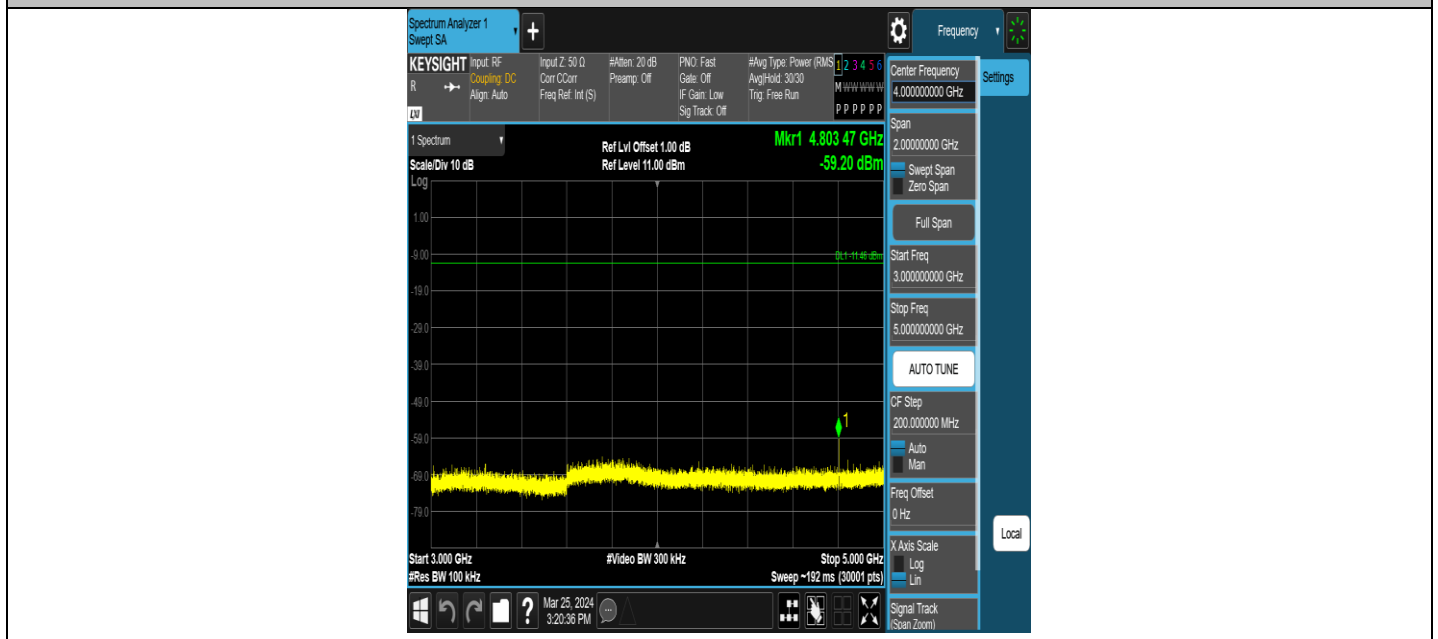 Spectrum Analyzer 1
Swept SA
+
Frequency
KEYSIGHT
R
LXI
Input: RF
Coupling: DC
Align: Auto
Input Z: 50 Ω
Corr CCorr
Freq Ref: Int (S)
#Atten: 20 dB
Preamp: Off
PNO: Fast
Gate: Off
IF Gain: Low
Sig Track: Off
#Avg Type: Power (RMS
Avg|Hold: 30/30
Trig: Free Run
1 2 3 4 5 6
M W W W W W
P P P P P P
1 Spectrum
Scale/Div 10 dB
Ref Lvl Offset 1.00 dB
Ref Level 11.00 dBm
Mkr1 4.803 47 GHz
-59.20 dBm
Log
1.00
-9.00
DL1 -11.46 dBm
-19.0
-29.0
-39.0
-49.0
1
-59.0
-69.0
-79.0
Start 3.000 GHz
#Video BW 300 kHz
Stop 5.000 GHz
#Res BW 100 kHz
Sweep ~192 ms (30001 pts)
?
Mar 25, 2024
3:20:36 PM
Center Frequency
4.000000000 GHz
Settings
Span
2.00000000 GHz
Swept Span
Zero Span
Full Span
Start Freq
3.000000000 GHz
Stop Freq
5.000000000 GHz
AUTO TUNE
CF Step
200.000000 MHz
Auto
Man
Freq Offset
0 Hz
Local
X Axis Scale
Log
Lin
Signal Track
(Span Zoom)